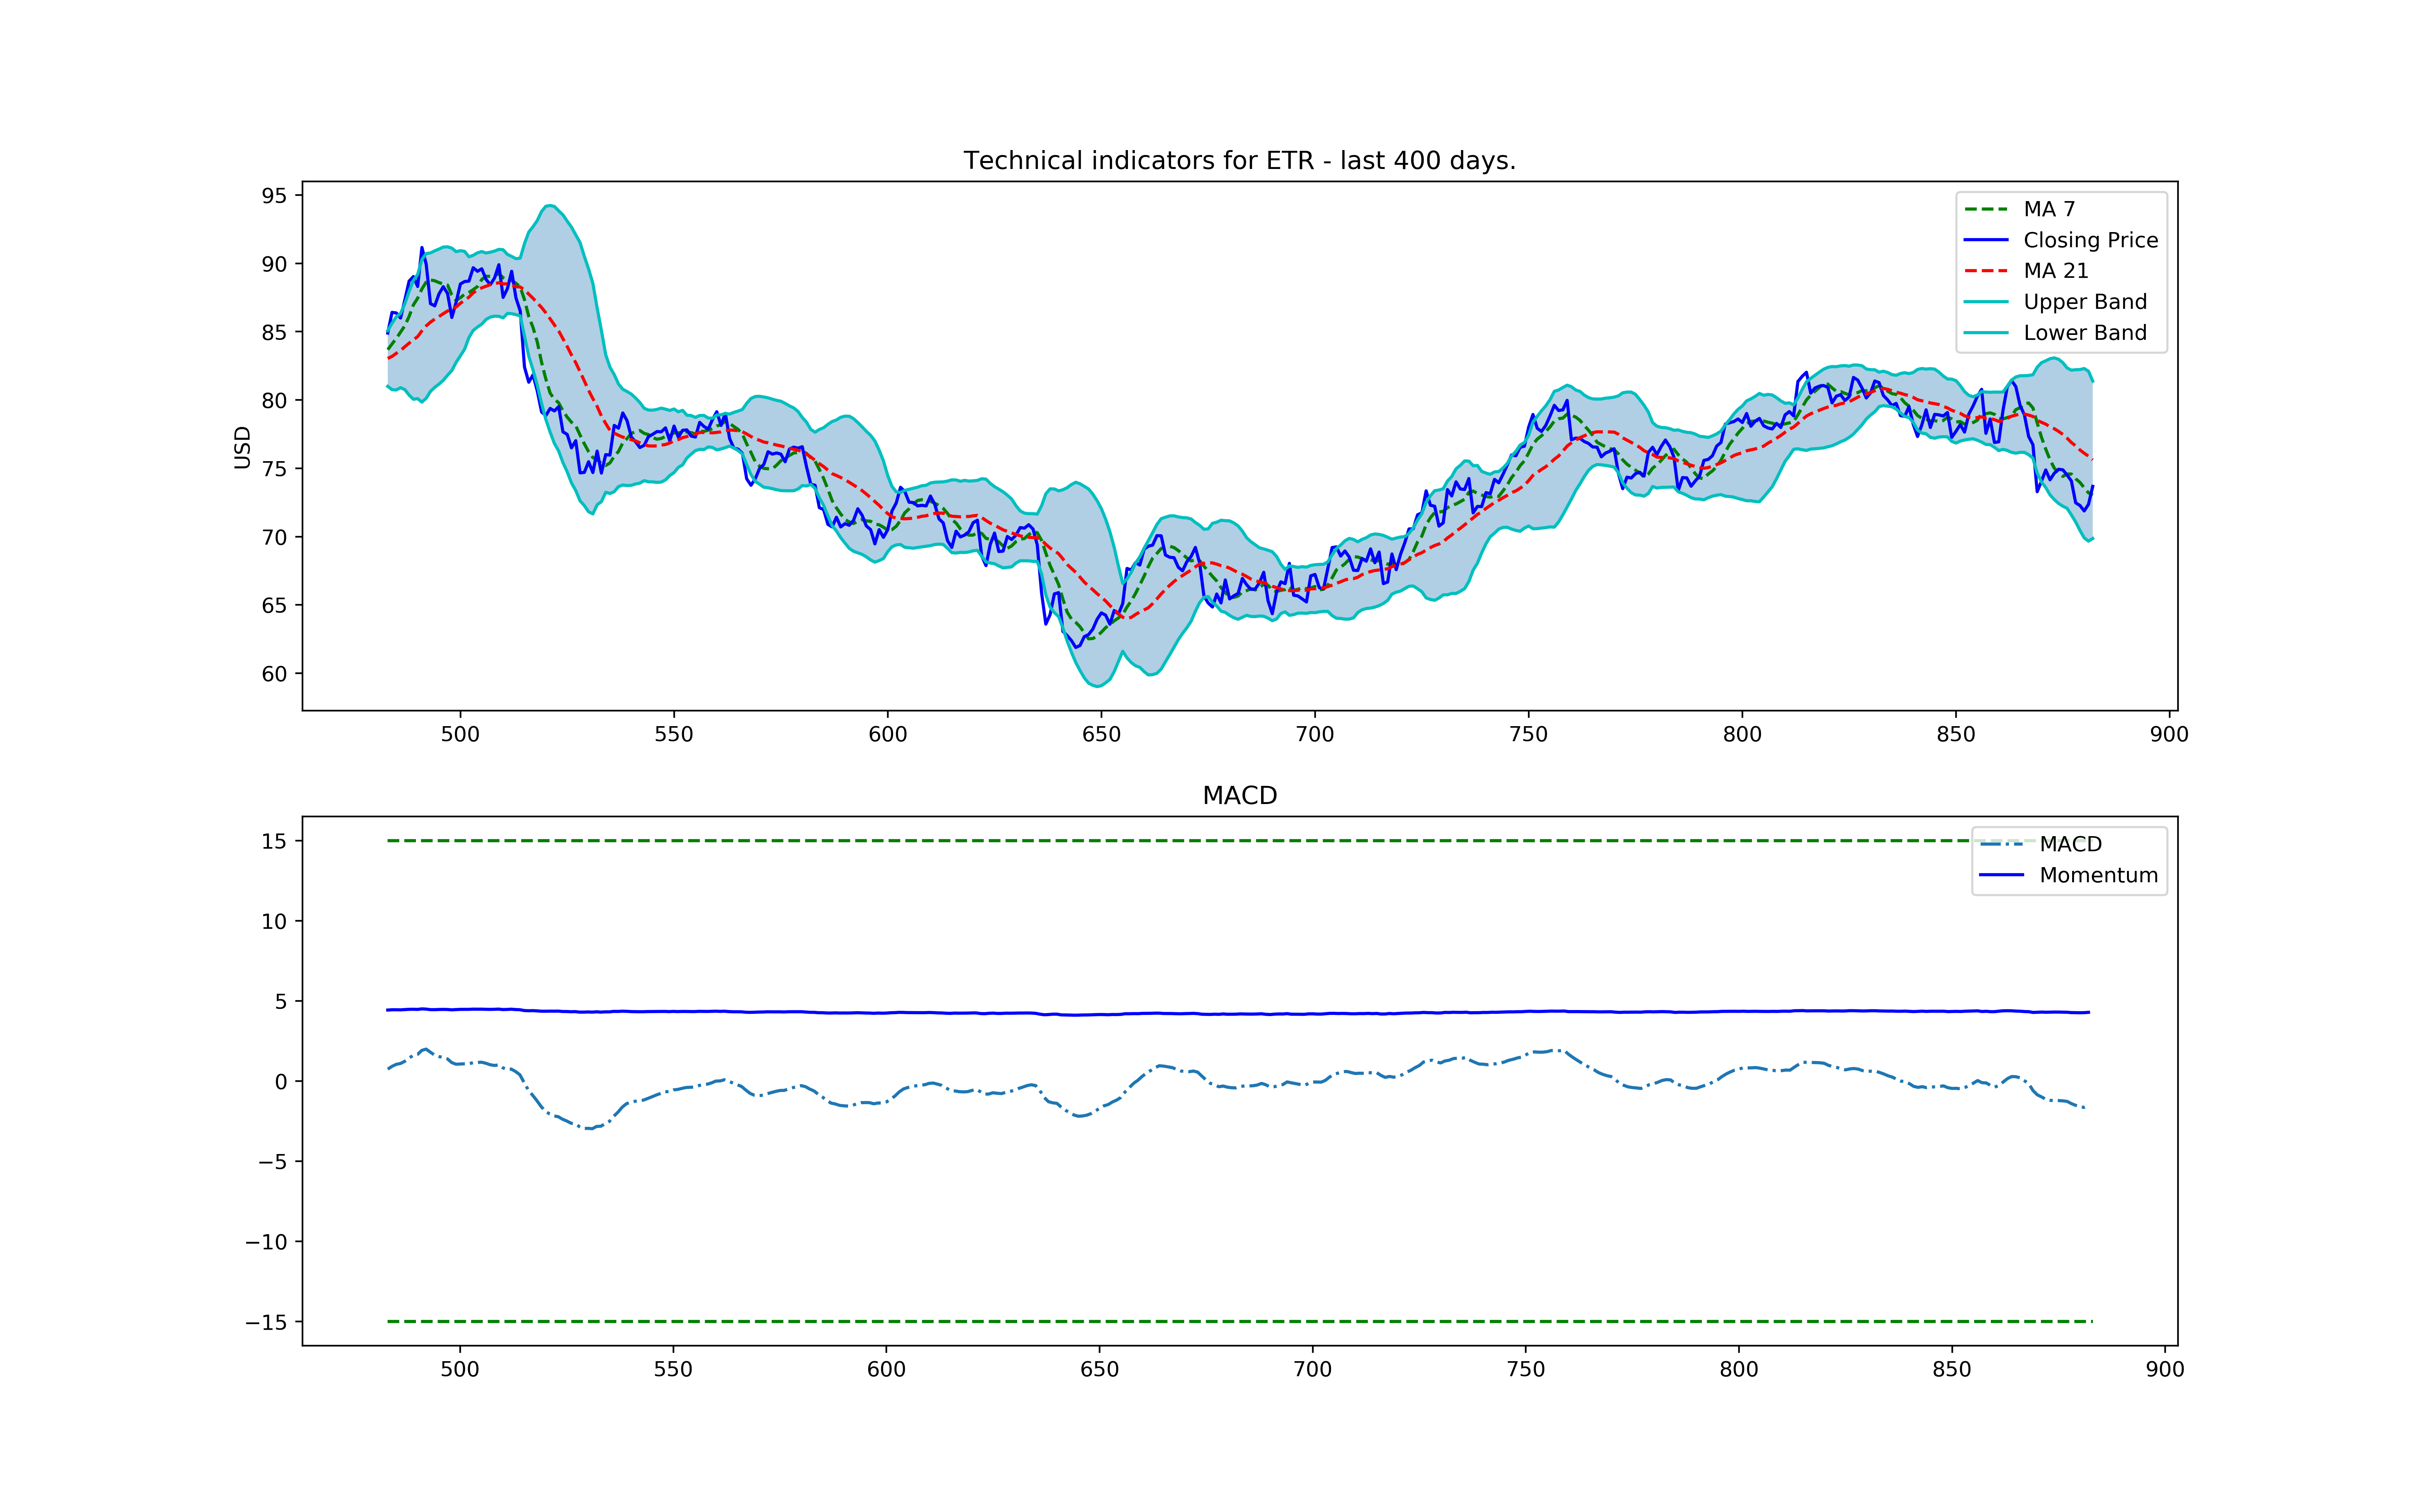 Technical indicators for ETR - last 400 days.
95
90
85
80
75
70
65
60
USD
MA 7
Closing Price
MA 21
Upper Band
Lower Band
500 550 600 650 700 750 800 850 900
MACD
15
10
5
0
−5
−10
−15
MACD
Momentum
500 550 600 650 700 750 800 850 900